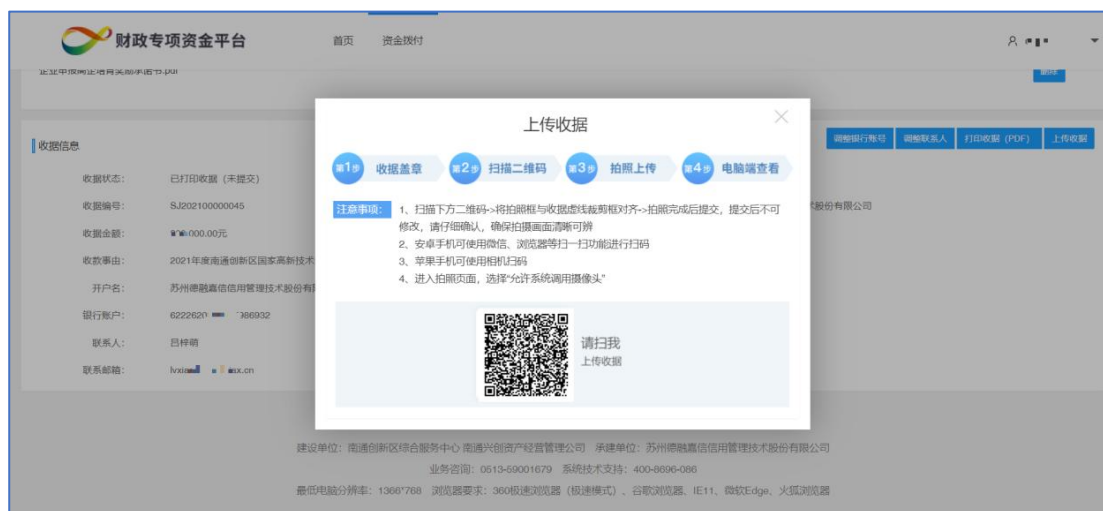 财政专项资金平台
首页
资金拨付
企业申报高企培育奖励承诺书.pdf
删除
上传收据
收据信息
调整银行账号
调整联系人
打印收据（PDF）
上传收据
第1步 收据盖章
第2步 扫描二维码
第3步 拍照上传
第4步 电脑端查看
收据状态： 已打印收据（未提交）
收据编号： SJ202100000045
收据金额： 000.00元
收款事由： 2021年度南通创新区国家高新技术
开户名： 苏州德融嘉信信用管理技术股份有
股份有限公司
银行账户： 6222620 986932
联系人： 吕梓萌
联系邮箱：
注意事项：
1、扫描下方二维码->将拍照框与收据虚线裁剪框对齐->拍照完成后提交，提交后不可
修改，请仔细确认，确保拍摄画面清晰可辨
2、安卓手机可使用微信、浏览器等扫一扫功能进行扫码
3、苹果手机可使用相机扫码
4、进入拍照页面，选择“允许系统调用摄像头”
请扫我
上传收据
建设单位：南通创新区综合服务中心 南通兴创资产经营管理公司 承建单位：苏州德融嘉信信用管理技术股份有限公司
业务咨询：0513-59001679 系统技术支持：400-8696-086
最低电脑分辨率：1366*768 浏览器要求：360极速浏览器（极速模式）、谷歌浏览器、IE11、微软Edge、火狐浏览器